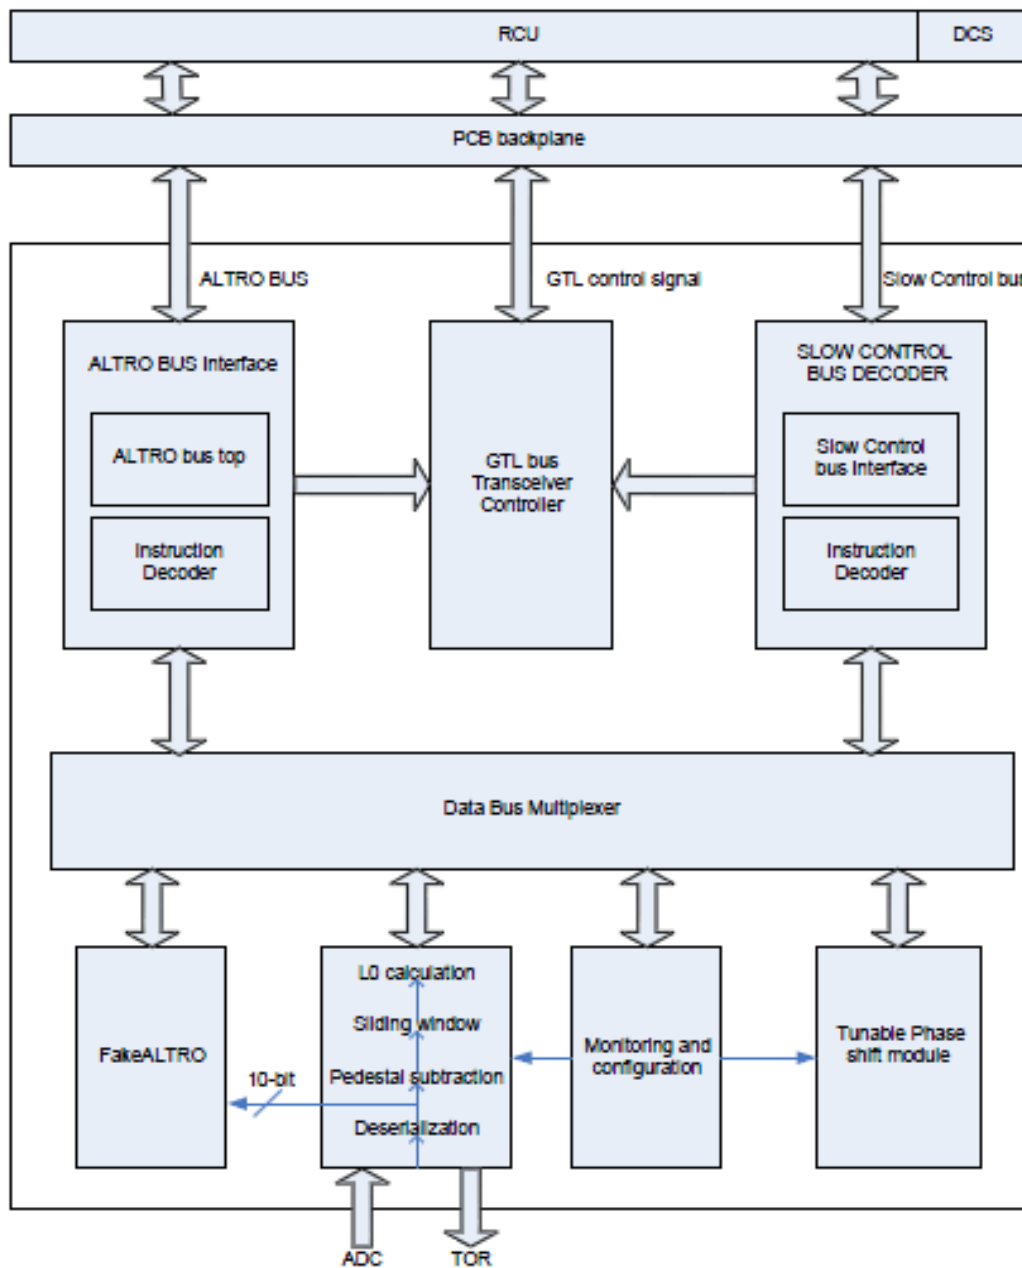 RCU
DCS
PCB backplane
ALTRO BUS
GTL control signal
Slow Control bus
ALTRO BUS Interface
SLOW CONTROL
BUS DECODER
ALTRO bus top
GTL bus
Transceiver
Controller
Slow Control
bus Interface
Instruction
Decoder
Instruction
Decoder
Data Bus Multiplexer
L0 calculation
Sliding window
FakeALTRO
Monitoring and
configuration
Tunable Phase
shift module
10-bit
Pedestal subtraction
Deserialization
ADC
TOR